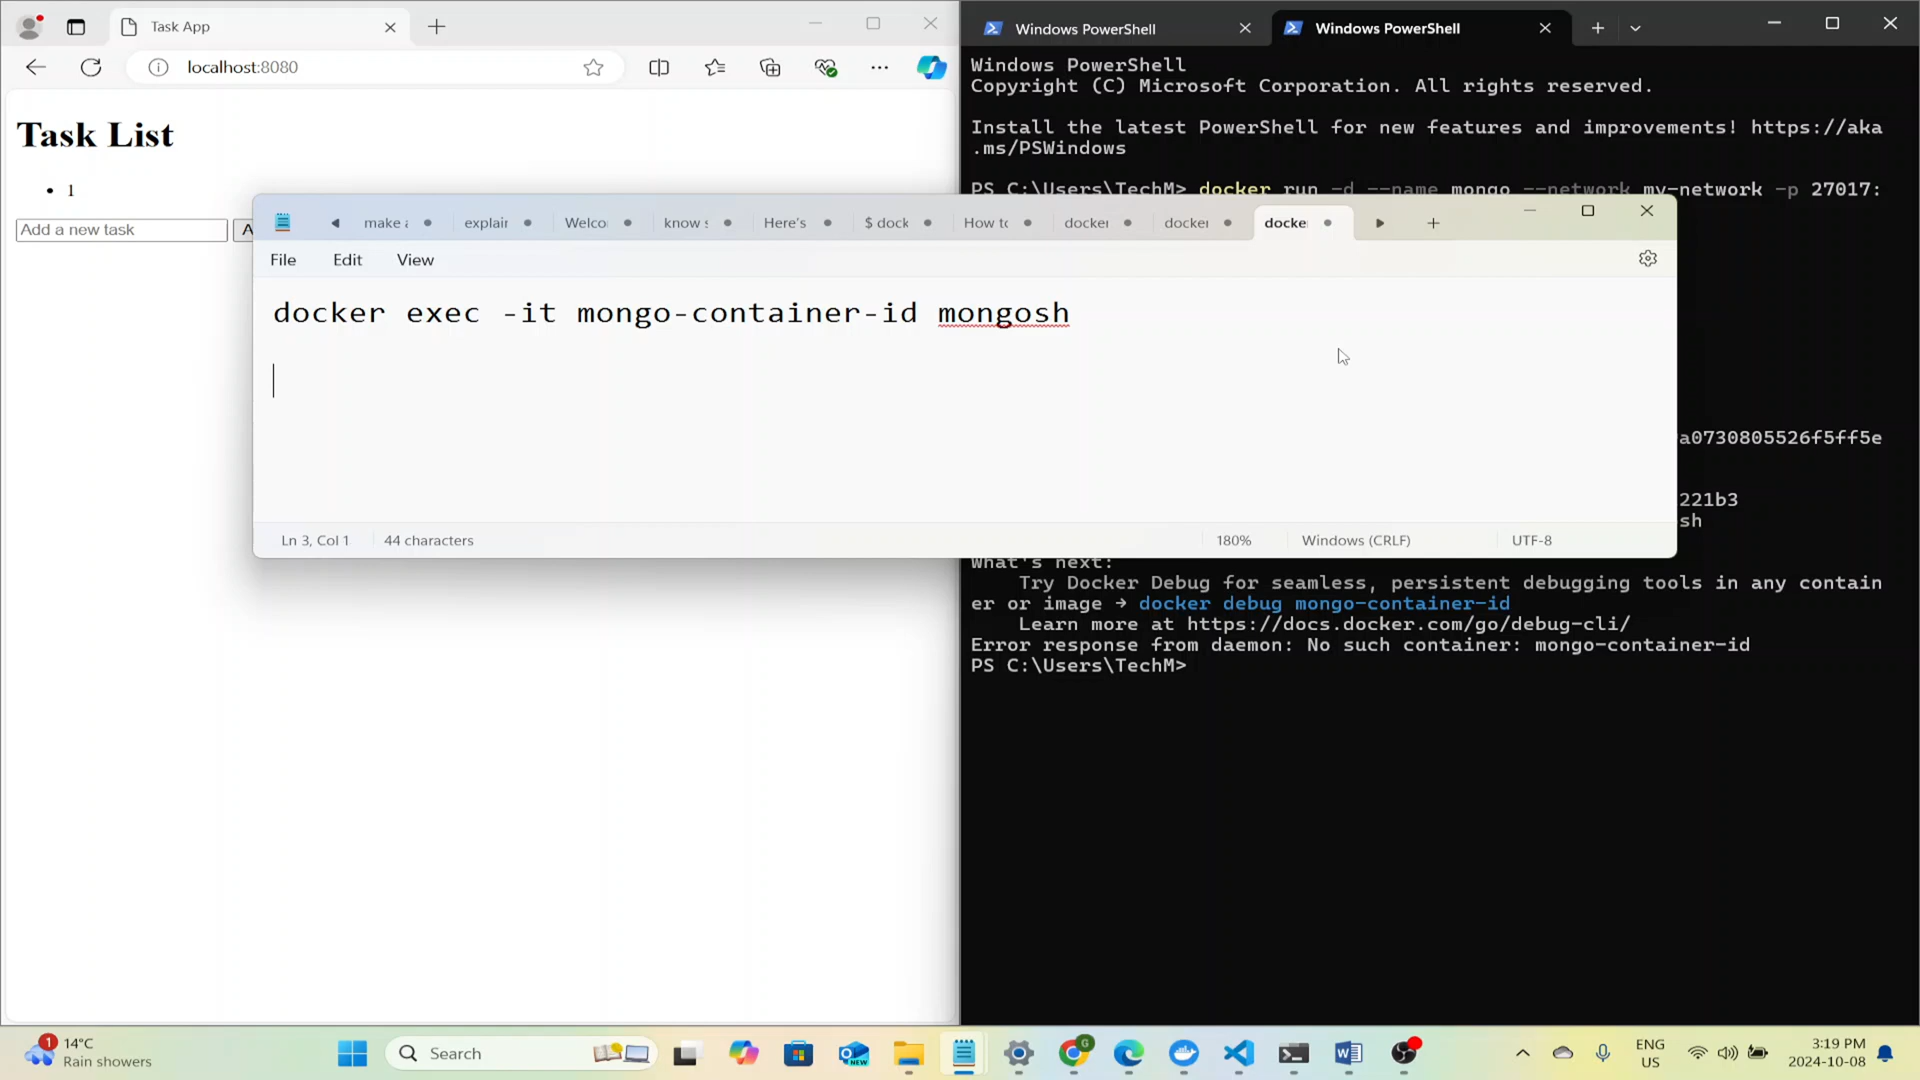 Task App
localhost:8080
Task List
1
Add a new task
A
Windows PowerShell
Windows PowerShell
Windows PowerShell
Copyright (C) Microsoft Corporation. All rights reserved.
Install the latest PowerShell for new features and improvements! https://aka
.ms/PSWindows
PS C:\Users\TechM> docker run -d --name mongo --network my-network -p 27017:
make a
explain
Welco
know s
Here's
$ dock
How to
docker
docker
docke
File
Edit
View
docker exec -it mongo-container-id mongosh
Ln 3, Col 1
44 characters
180%
Windows (CRLF)
UTF-8
a0730805526f5ff5e
221b3
sh
What's next:
Try Docker Debug for seamless, persistent debugging tools in any contain
er or image → docker debug mongo-container-id
Learn more at https://docs.docker.com/go/debug-cli/
Error response from daemon: No such container: mongo-container-id
PS C:\Users\TechM>
1
14°C
Rain showers
Search
NEW
G
ENG
US
3:19 PM
2024-10-08